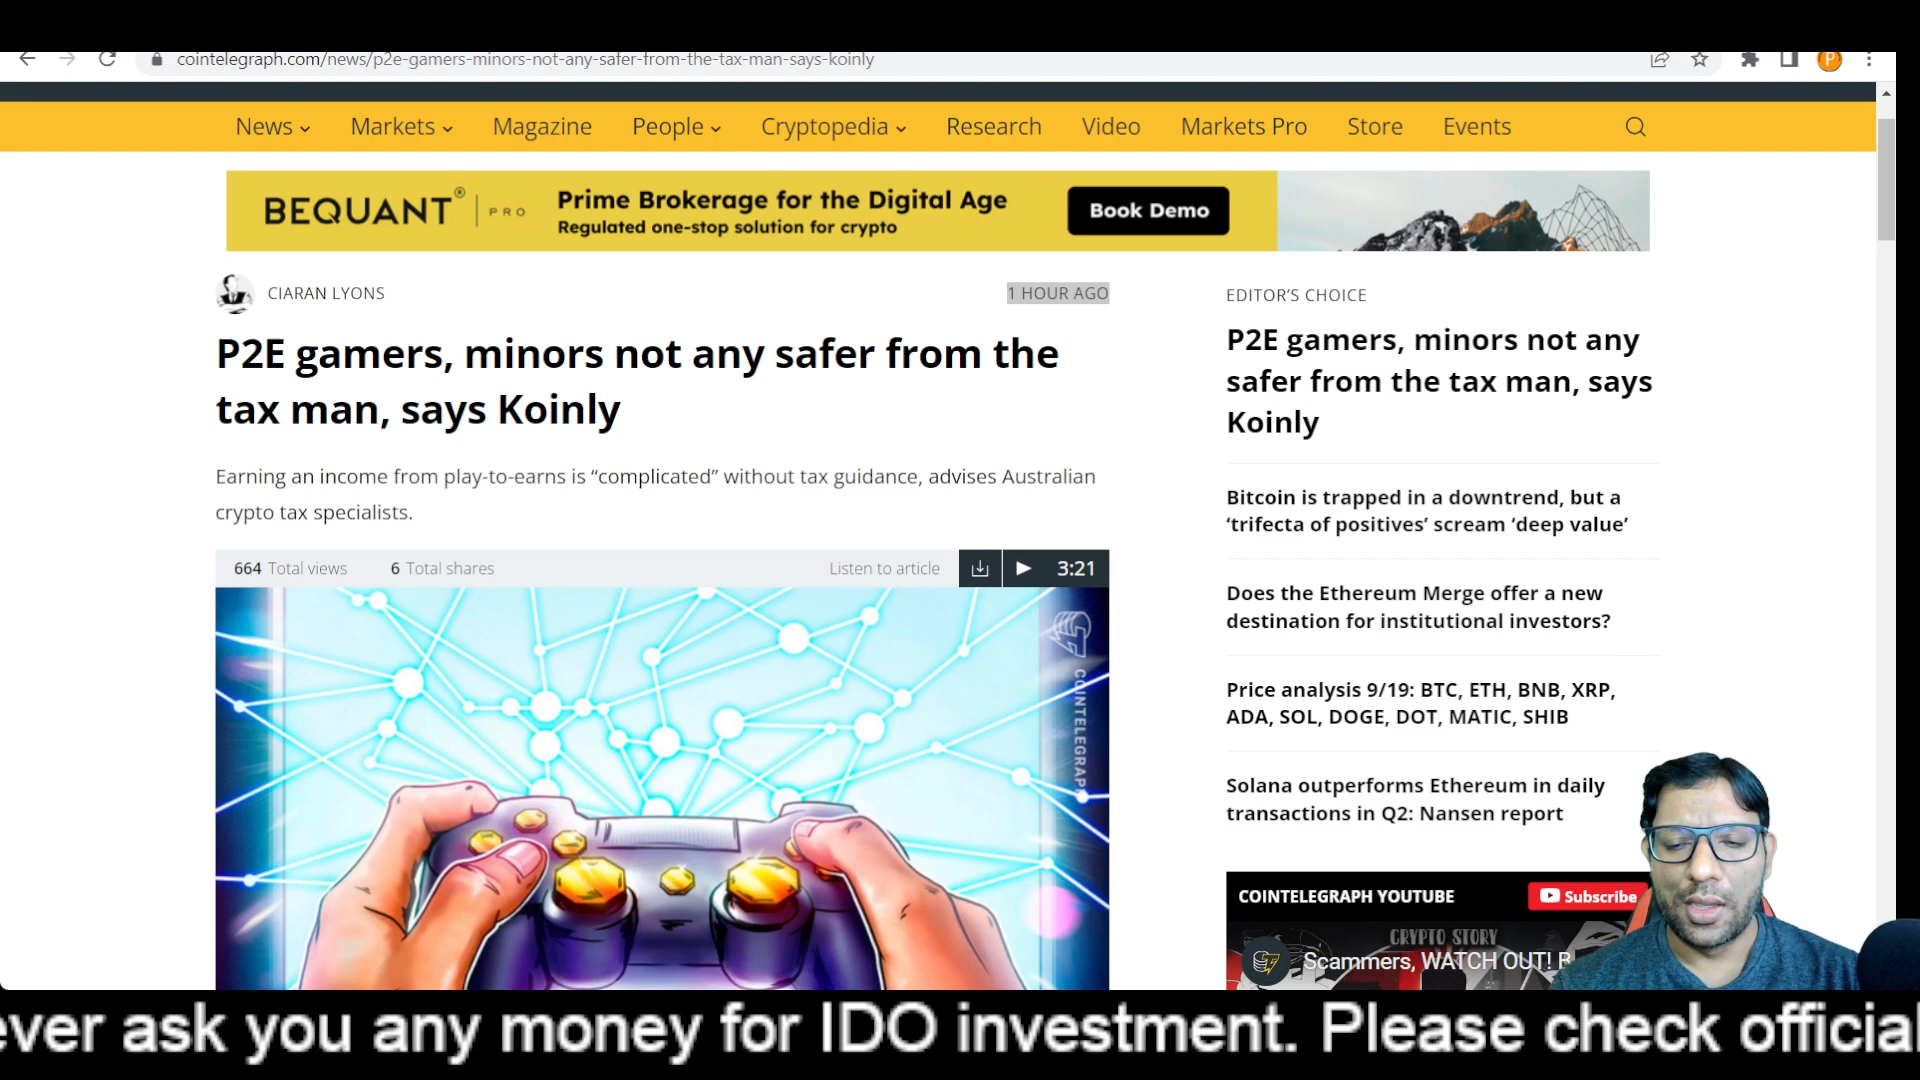 cointelegraph.com/news/p2e-gamers-minors-not-any-safer-from-the-tax-man-says-koinly
P
News Markets Magazine People Cryptopedia Research Video Markets Pro Store Events
BEQUANT® PRO
Prime Brokerage for the Digital Age
Regulated one-stop solution for crypto
Book Demo
CIARAN LYONS
1 HOUR AGO
P2E gamers, minors not any safer from the
tax man, says Koinly
Earning an income from play-to-earns is “complicated” without tax guidance, advises Australian
crypto tax specialists.
664 Total views 6 Total shares Listen to article 3:21
COINTELEGRAPH
EDITOR’S CHOICE
P2E gamers, minors not any
safer from the tax man, says
Koinly
Bitcoin is trapped in a downtrend, but a
‘trifecta of positives’ scream ‘deep value’
Does the Ethereum Merge offer a new
destination for institutional investors?
Price analysis 9/19: BTC, ETH, BNB, XRP,
ADA, SOL, DOGE, DOT, MATIC, SHIB
Solana outperforms Ethereum in daily
transactions in Q2: Nansen report
COINTELEGRAPH YOUTUBE
Subscribe
CRYPTO STORY
Scammers, WATCH OUT!
ever ask you any money for IDO investment. Please check official